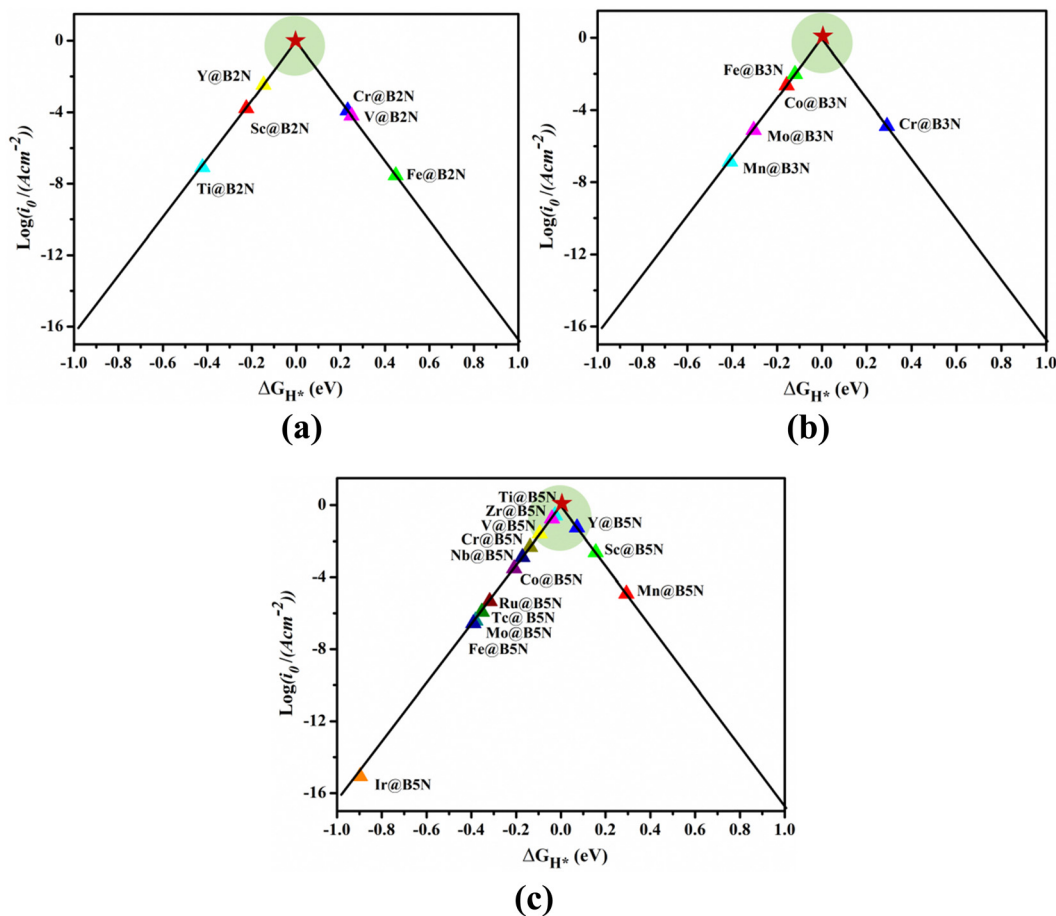 0
-4
-8
-12
-16
Log(i0/(Acm-2))
Y@B2N
Sc@B2N
Ti@B2N
Cr@B2N
V@B2N
Fe@B2N
-1.0 -0.8 -0.6 -0.4 -0.2 0.0 0.2 0.4 0.6 0.8 1.0
ΔGH* (eV)
(a)
0
-4
-8
-12
-16
Log(i0/(Acm-2))
Fe@B3N
Co@B3N
Mo@B3N
Mn@B3N
Cr@B3N
-1.0 -0.8 -0.6 -0.4 -0.2 0.0 0.2 0.4 0.6 0.8 1.0
ΔGH* (eV)
(b)
0
-4
-8
-12
-16
Log(i0/(Acm-2))
Ti@B5N
Zr@B5N
V@B5N
Cr@B5N
Nb@B5N
Co@B5N
Ru@B5N
Tc@B5N
Mo@B5N
Fe@B5N
Ir@B5N
Y@B5N
Sc@B5N
Mn@B5N
-1.0 -0.8 -0.6 -0.4 -0.2 0.0 0.2 0.4 0.6 0.8 1.0
ΔGH* (eV)
(c)